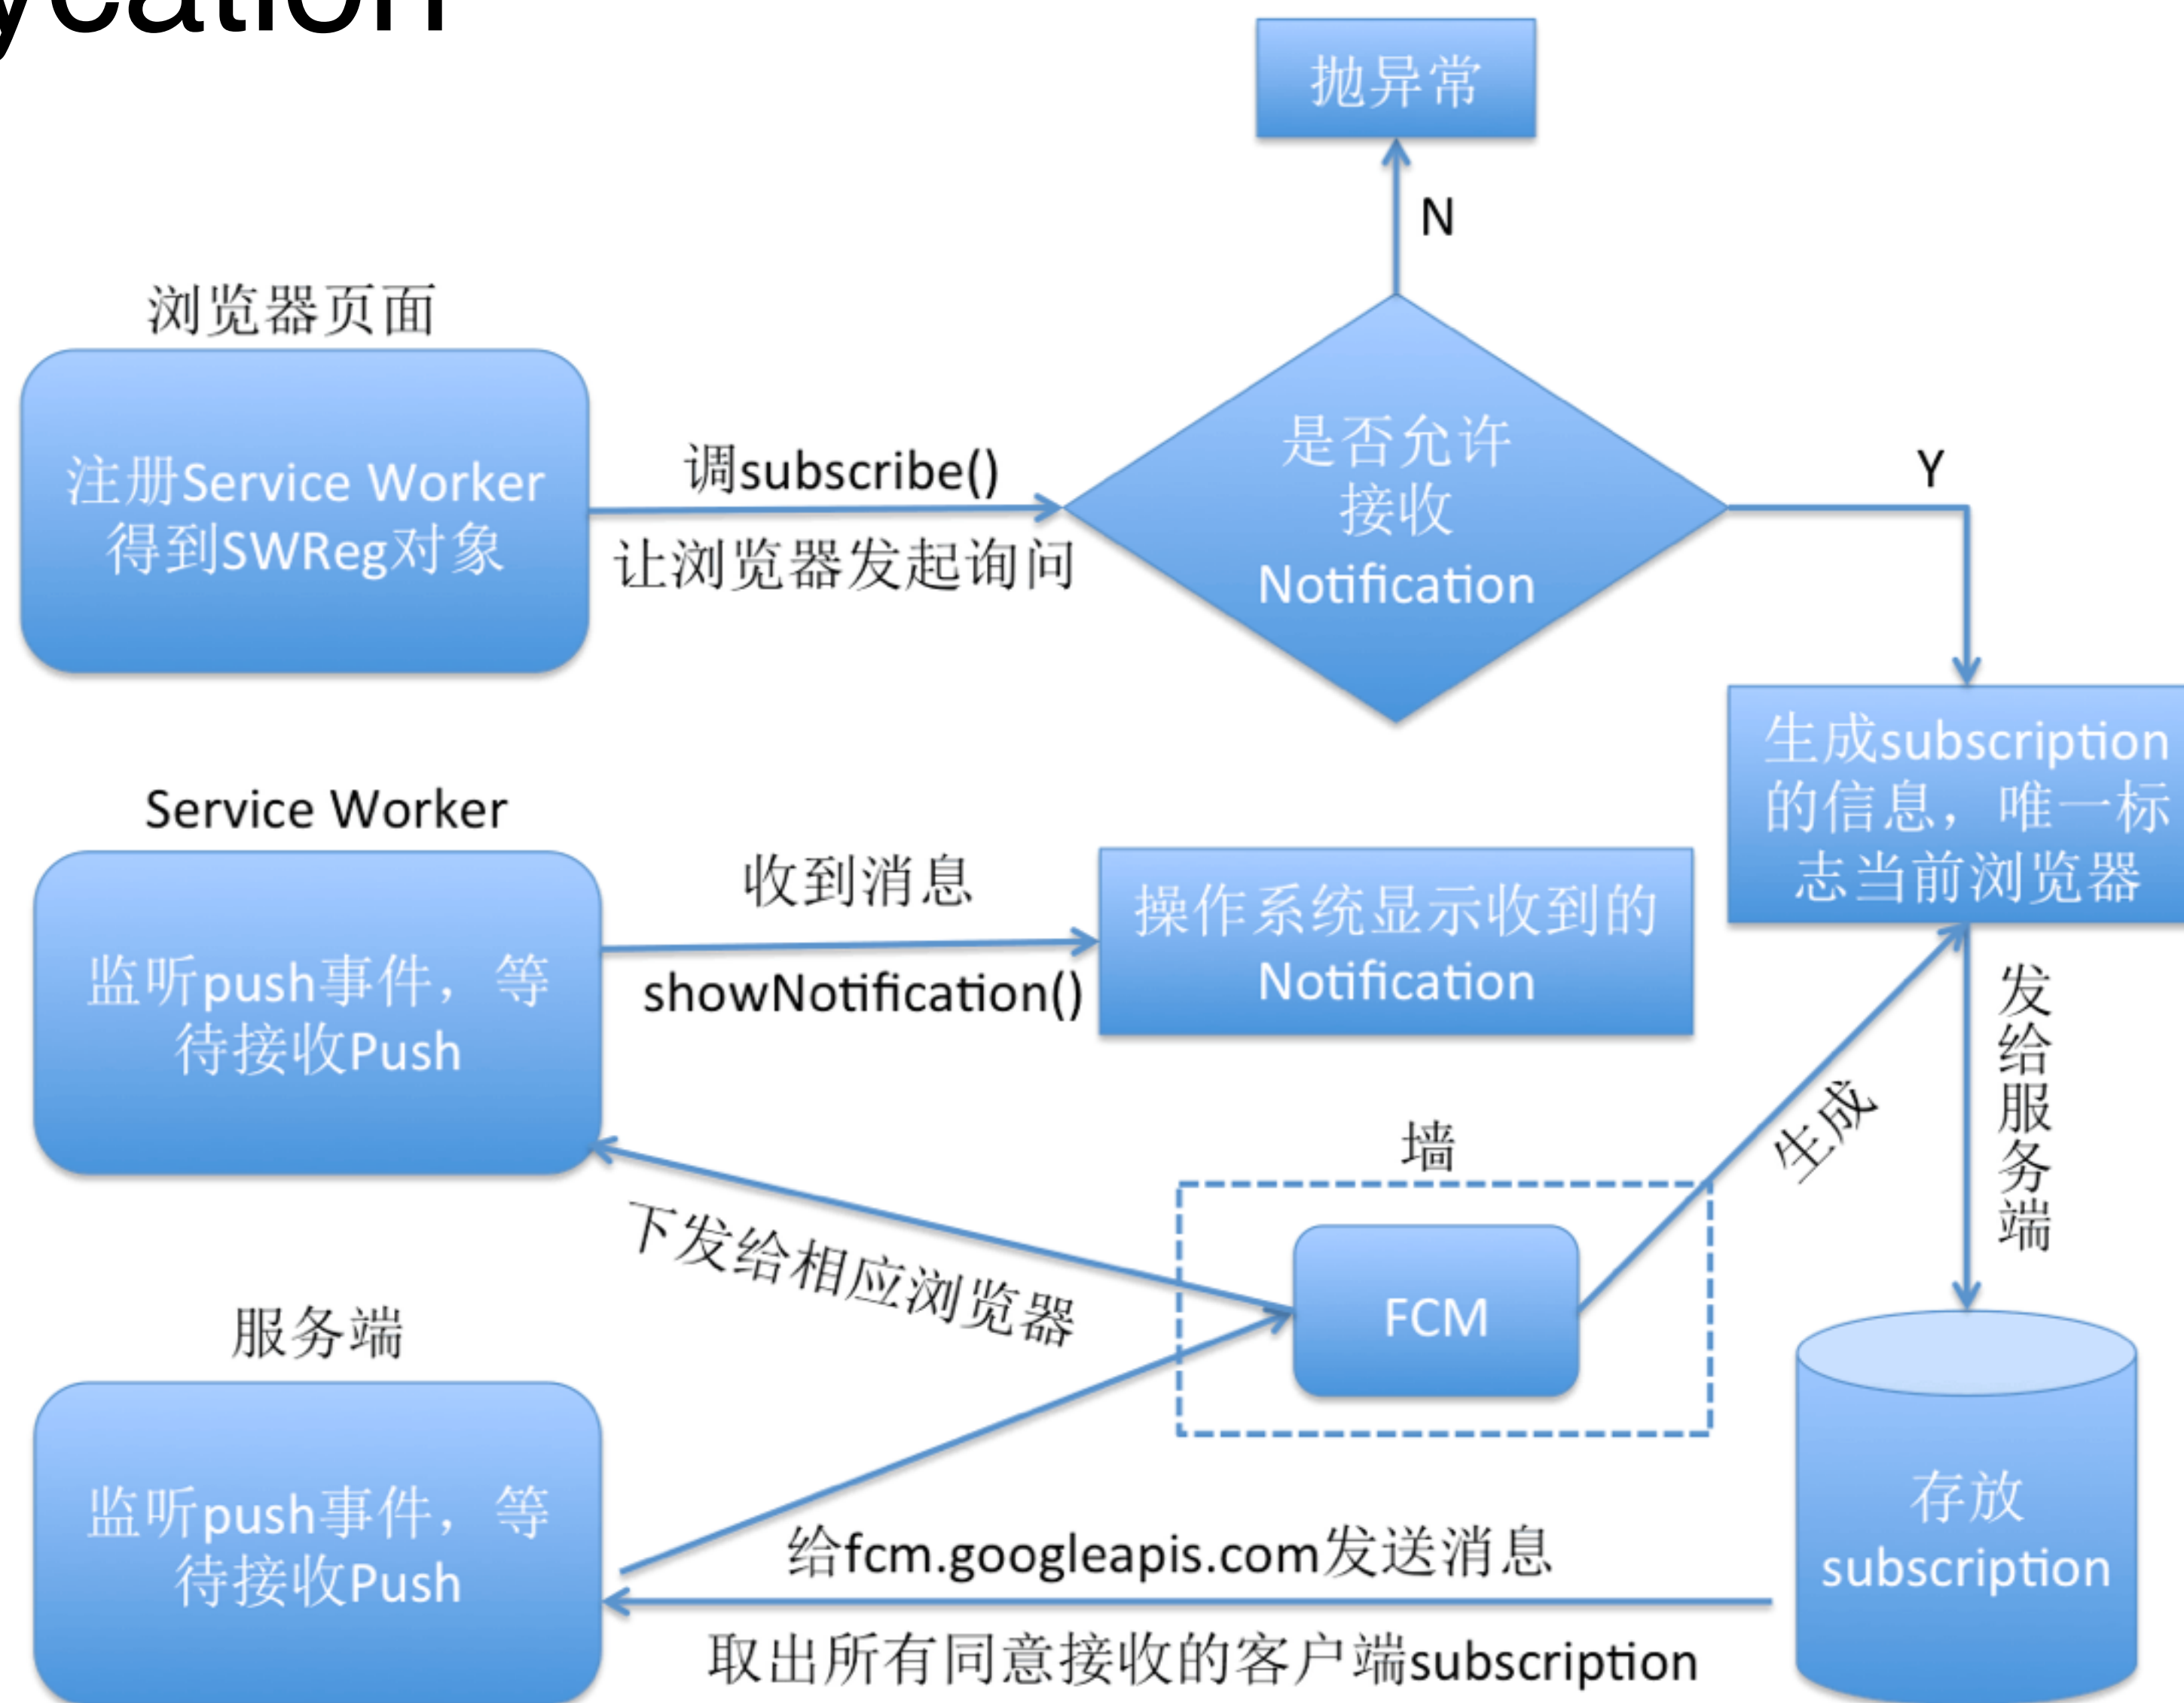 ycation
抛异常
N
浏览器页面
注册Service Worker
得到SWReg对象
调subscribe()
让浏览器发起询问
是否允许
接收
Notification
Y
生成subscription
的信息，唯一标
志当前浏览器
Service Worker
监听push事件，等
待接收Push
收到消息
showNotification()
操作系统显示收到的
Notification
发给服务端
生成
墙
FCM
下发给相应浏览器
服务端
监听push事件，等
待接收Push
给fcm.googleapis.com发送消息
取出所有同意接收的客户端subscription
存放
subscription